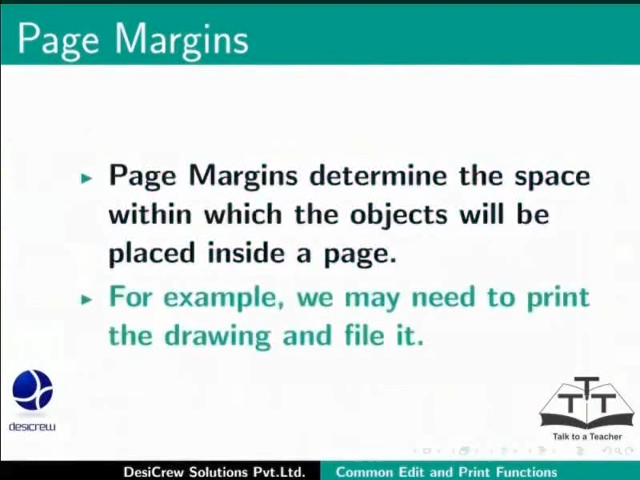 Page Margins
Page Margins determine the space
within which the objects will be
placed inside a page.
For example, we may need to print
the drawing and file it.
desicrew
TTT
Talk to a Teacher
DesiCrew Solutions Pvt.Ltd.
Common Edit and Print Functions